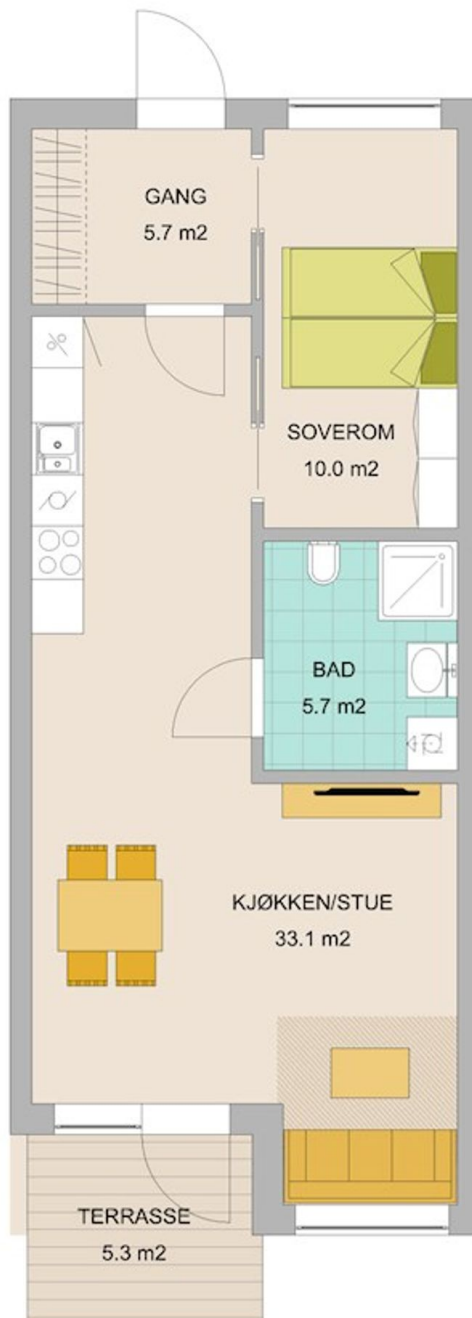 GANG
5.7 m2
SOVEROM
10.0 m2
BAD
5.7 m2
KJØKKEN/STUE
33.1 m2
TERRASSE
5.3 m2